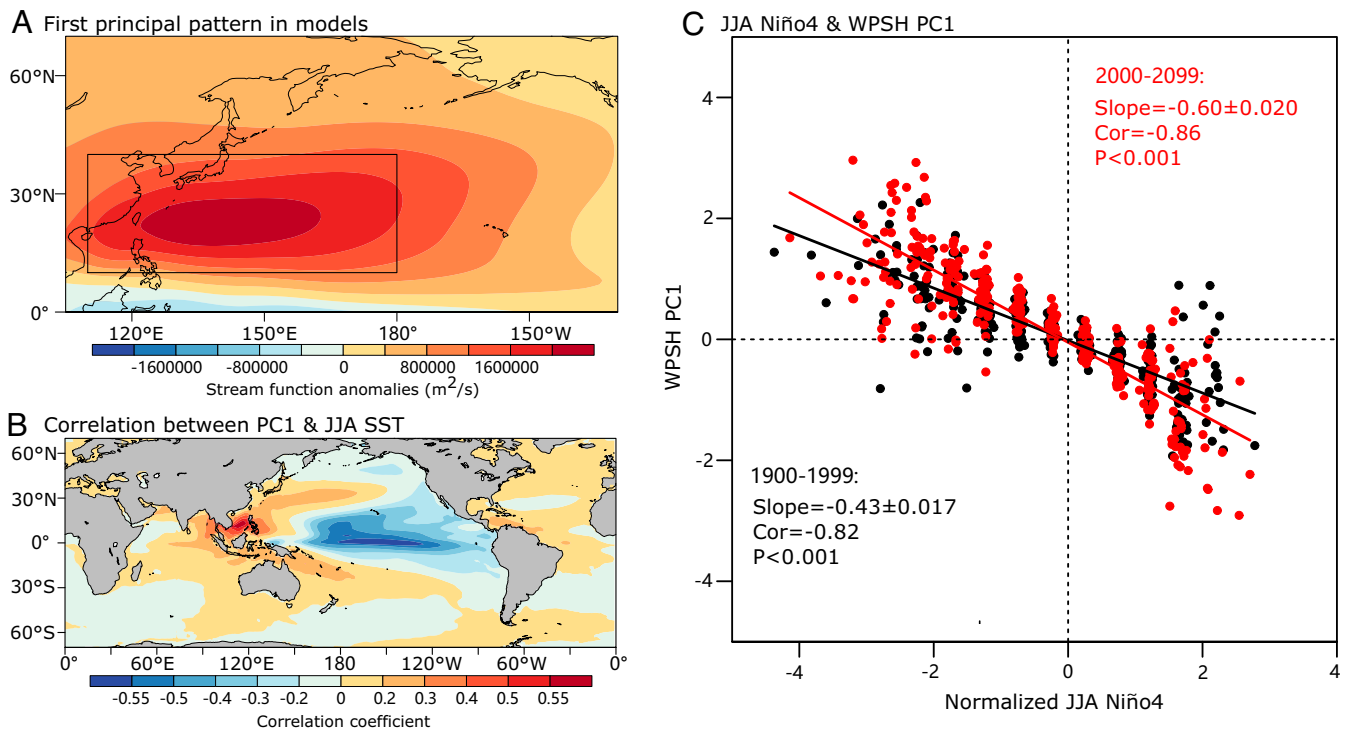 A First principal pattern in models
60°N
30°N
0°
120°E 150°E 180° 150°W
-1600000 -800000 0 800000 1600000
Stream function anomalies (m²/s)
B Correlation between PC1 & JJA SST
60°N
30°N
0°
30°S
60°S
0° 60°E 120°E 180 120°W 60°W 0°
-0.55 -0.5 -0.4 -0.3 -0.2 0 0.2 0.3 0.4 0.5 0.55
Correlation coefficient
C JJA Niño4 & WPSH PC1
2000-2099:
Slope=-0.60±0.020
Cor=-0.86
P<0.001
1900-1999:
Slope=-0.43±0.017
Cor=-0.82
P<0.001
WPSH PC1
4
2
0
-2
-4
-4 -2 0 2 4
Normalized JJA Niño4